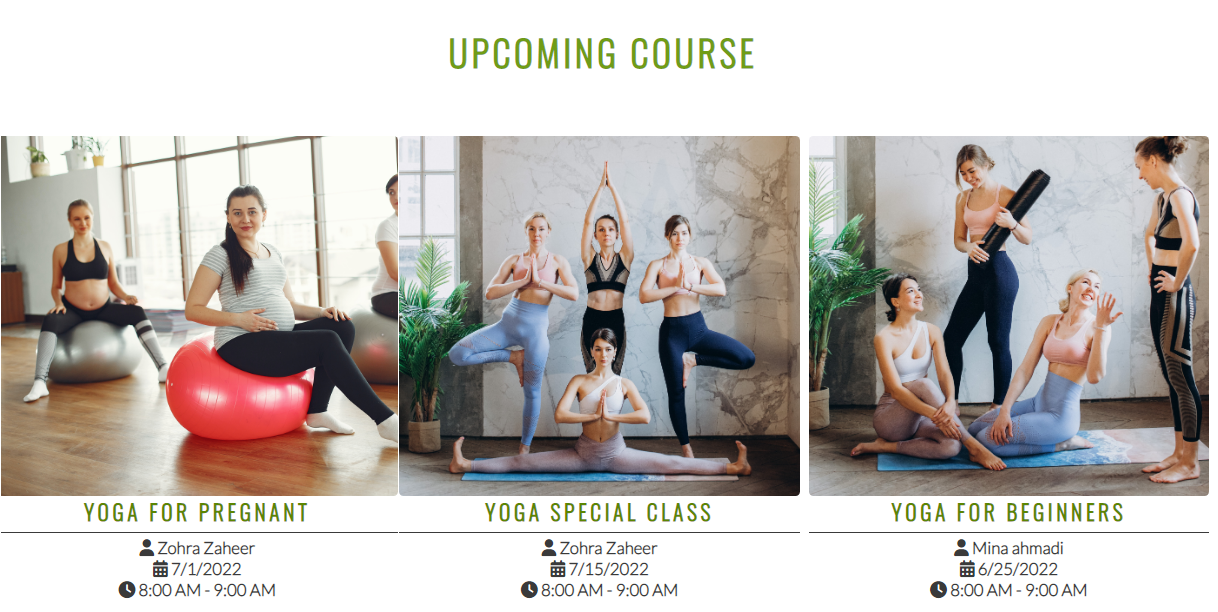 UPCOMING COURSE
YOGA FOR PREGNANT
Zohra Zaheer
7/1/2022
8:00 AM - 9:00 AM
YOGA SPECIAL CLASS
Zohra Zaheer
7/15/2022
8:00 AM - 9:00 AM
YOGA FOR BEGINNERS
Mina ahmadi
6/25/2022
8:00 AM - 9:00 AM